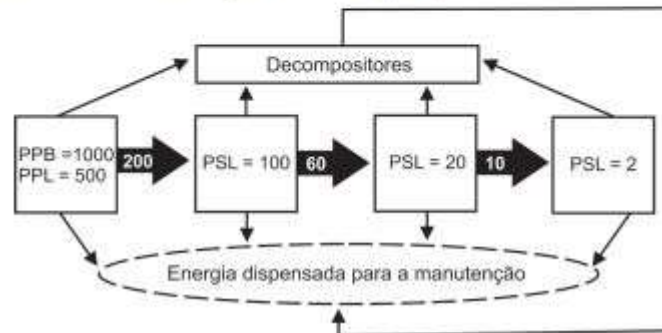 Decompositores
PPB =1000
PPL = 500
200
PSL = 100
60
PSL = 20
10
PSL = 2
Energia dispensada para a manutenção